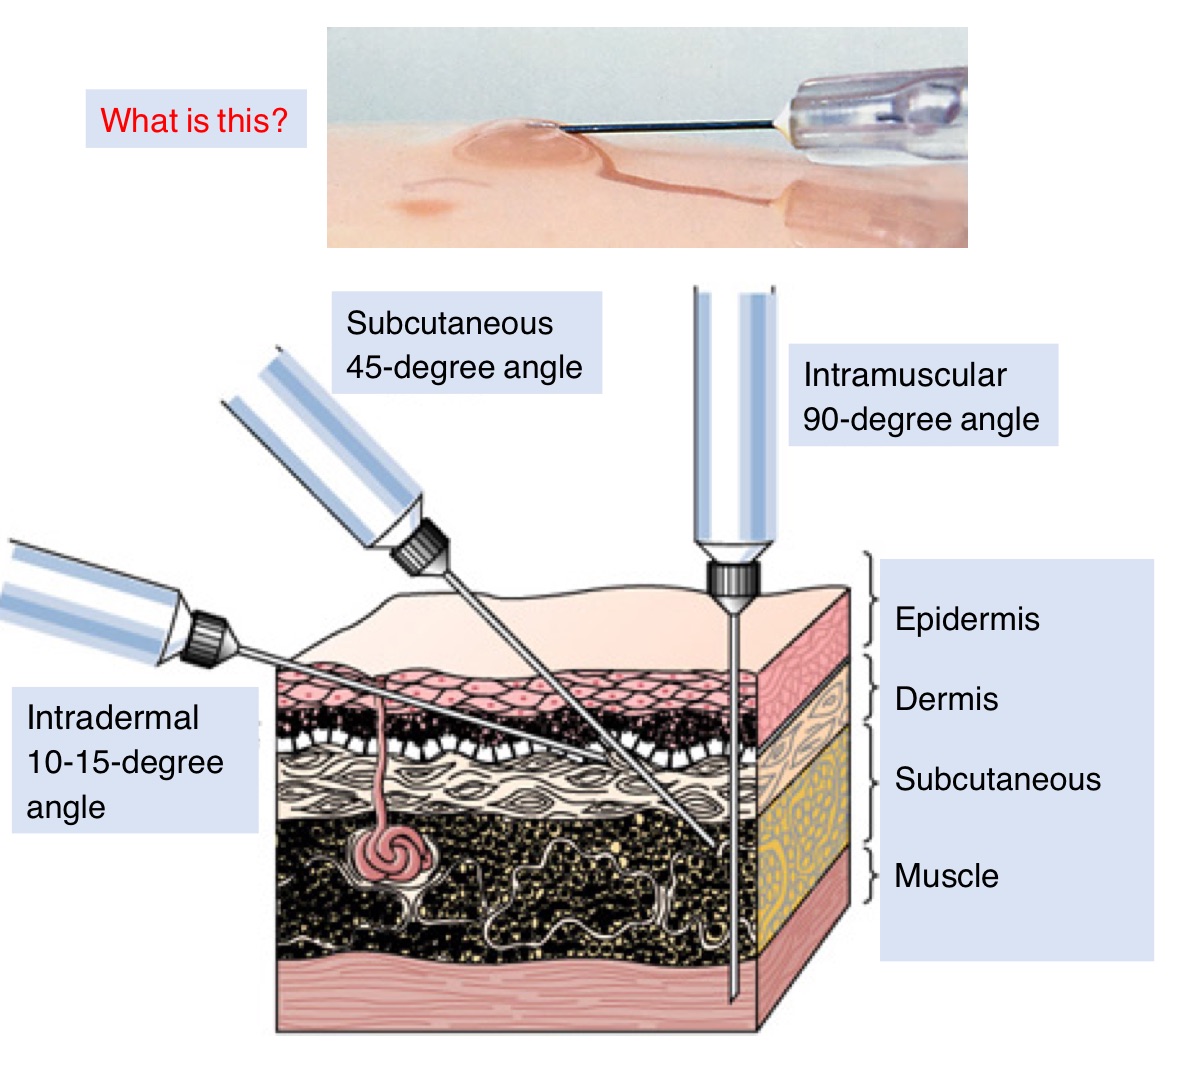 What is this?
Subcutaneous
45-degree angle
Intramuscular
90-degree angle
Intradermal
10-15-degree
angle
Epidermis
Dermis
Subcutaneous
Muscle